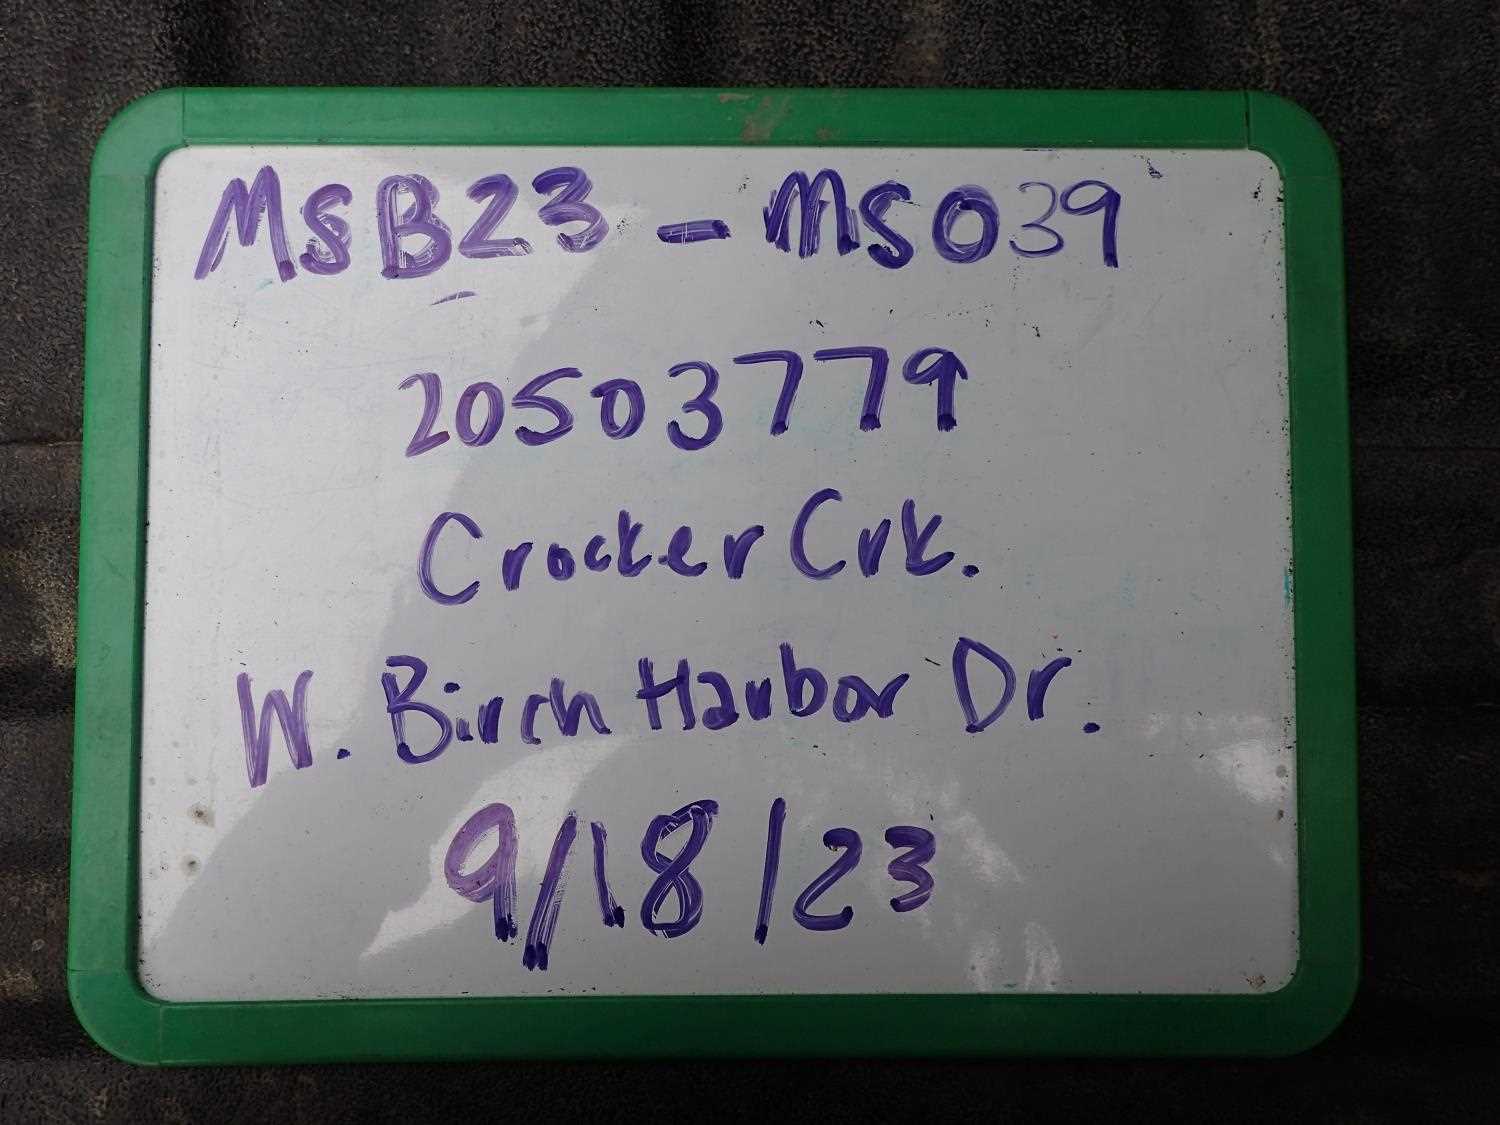 MSB23-MS039
20503779
Crocker Crk.
W. Birch Harbor Dr.
9/18/23